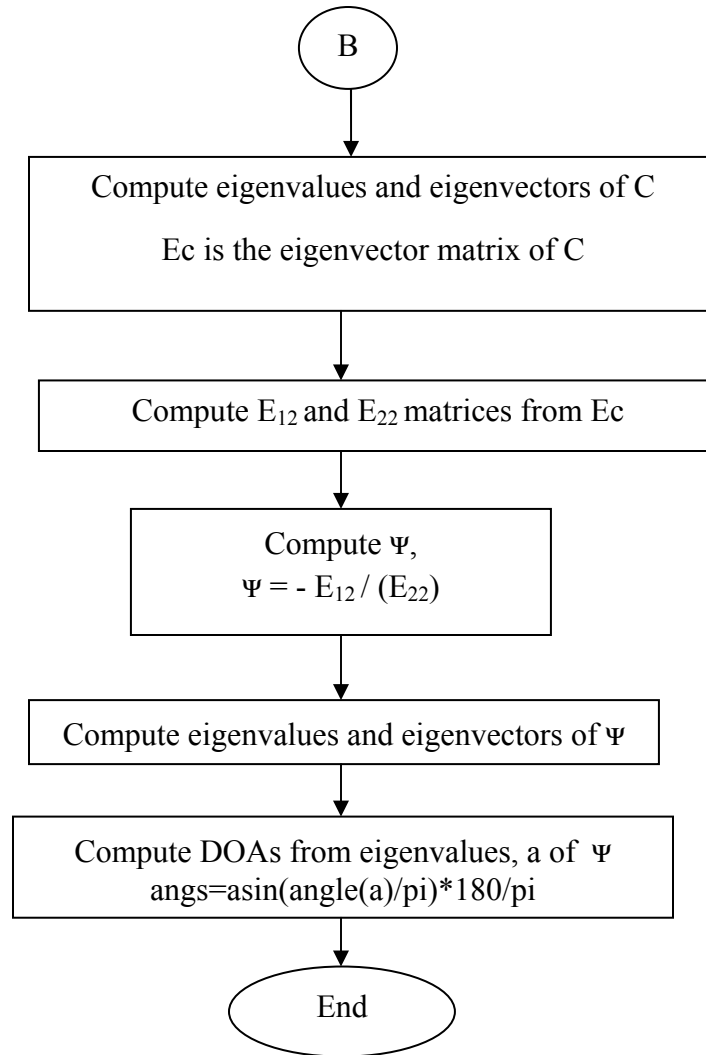 B
Compute eigenvalues and eigenvectors of C
Ec is the eigenvector matrix of C
Compute E₁₂ and E₂₂ matrices from Ec
Compute Ψ,
Ψ = - E₁₂ / (E₂₂)
Compute eigenvalues and eigenvectors of Ψ
Compute DOAs from eigenvalues, a of Ψ
angs=asin(angle(a)/pi)*180/pi
End